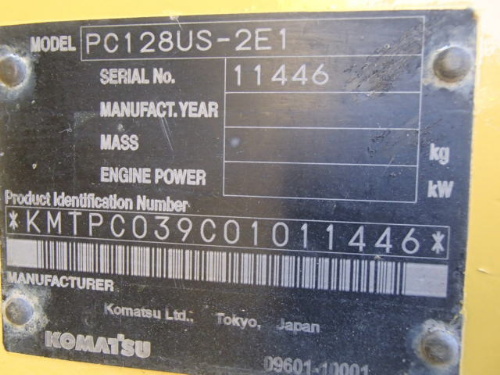 MODEL PC128US-2E1
SERIAL No. 11446
MANUFACT.YEAR
MASS kg
ENGINE POWER kW
Product Identification Number
*KMTPC039C01011446*
MANUFACTURER
Komatsu Ltd., Tokyo, Japan
KOMATSU
09601-10001